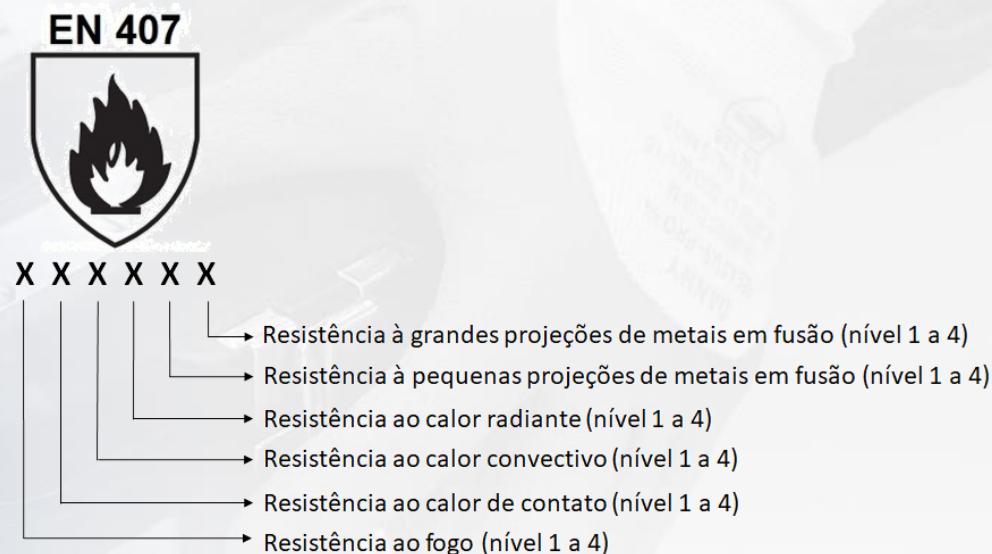 EN 407
X X X X X X
Resistência à grandes projeções de metais em fusão (nível 1 a 4)
Resistência à pequenas projeções de metais em fusão (nível 1 a 4)
Resistência ao calor radiante (nível 1 a 4)
Resistência ao calor convectivo (nível 1 a 4)
Resistência ao calor de contato (nível 1 a 4)
Resistência ao fogo (nível 1 a 4)